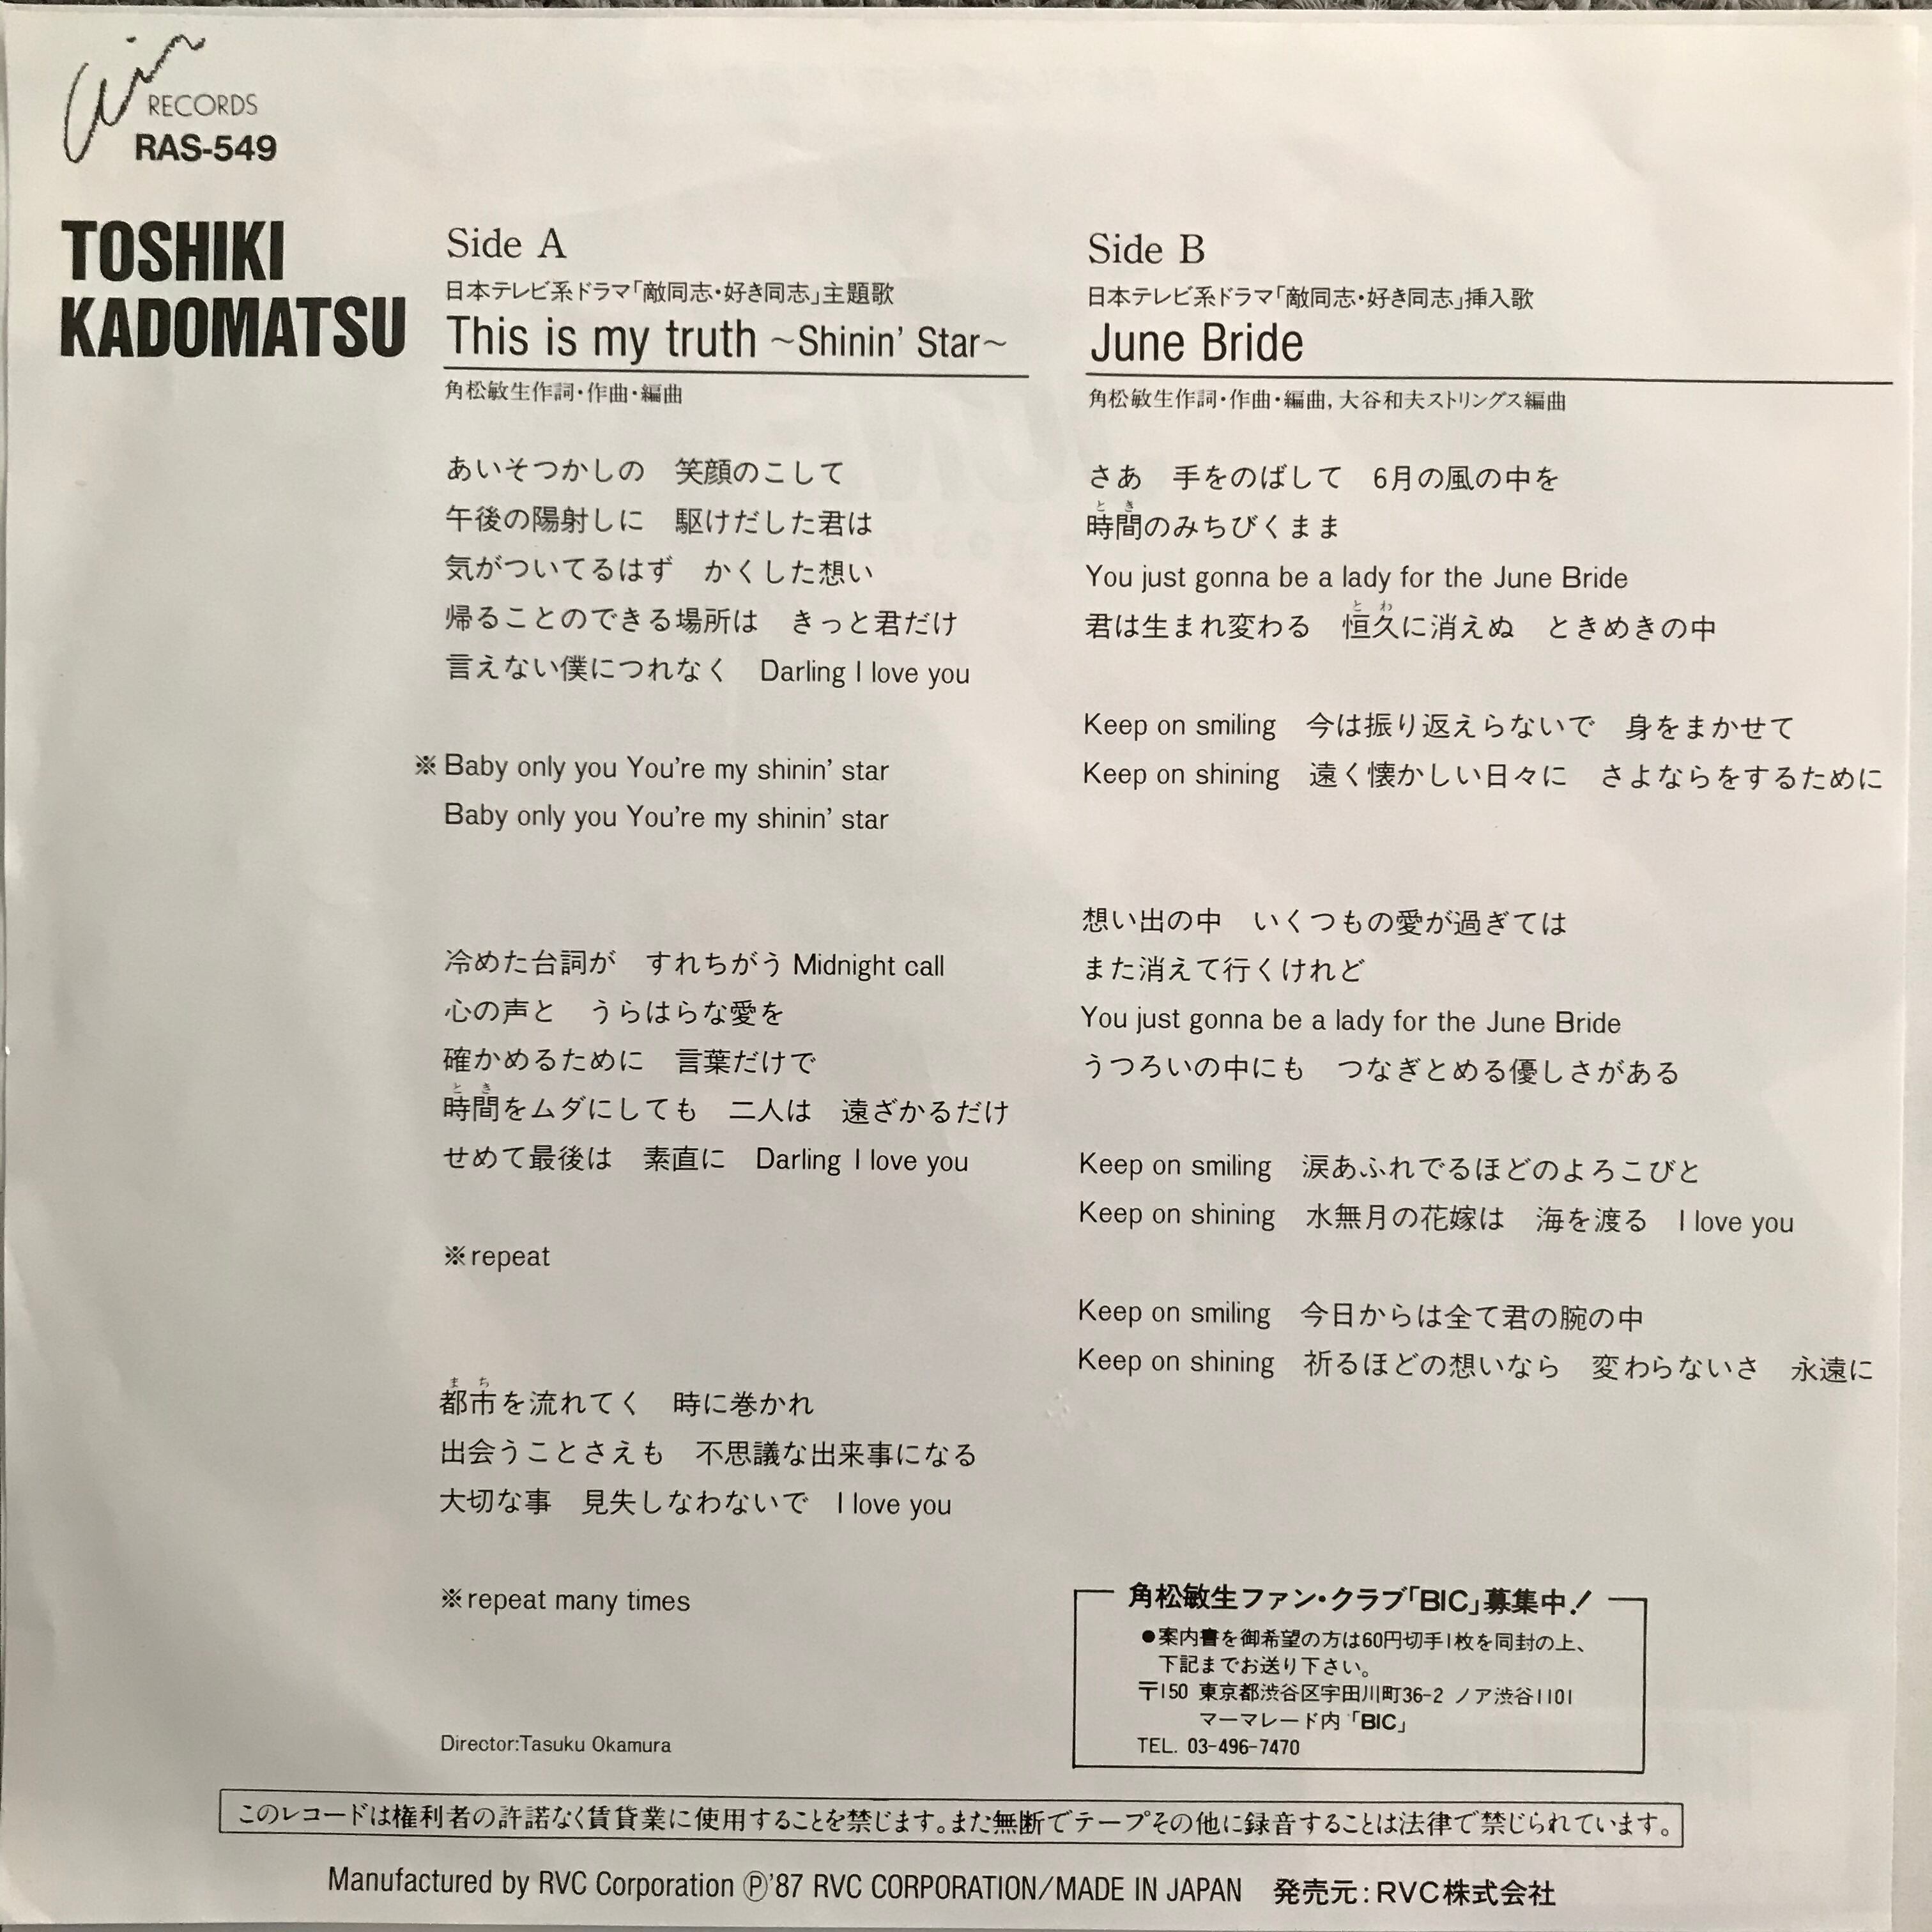 Air RECORDS
RAS-549
TOSHIKI
KADOMATSU
Side A
日本テレビ系ドラマ「敵同志・好き同志」主題歌
This is my truth ~Shinin' Star~
角松敏生作詞・作曲・編曲
あいそつかしの　笑顔のこして
午後の陽射しに　駆けだした君は
気がついてるはず　かくした想い
帰ることのできる場所は　きっと君だけ
言えない僕につれなく　Darling I love you
※Baby only you You're my shinin' star
Baby only you You're my shinin' star
冷めた台詞が　すれちがう Midnight call
心の声と　うらはらな愛を
確かめるために　言葉だけで
とき
時間をムダにしても　二人は　遠ざかるだけ
せめて最後は　素直に　Darling I love you
※repeat
まち
都市を流れてく　時に巻かれ
出会うことさえも　不思議な出来事になる
大切な事　見失しなわないで　I love you
※repeat many times
Director:Tasuku Okamura
Side B
日本テレビ系ドラマ「敵同志・好き同志」挿入歌
June Bride
角松敏生作詞・作曲・編曲, 大谷和夫ストリングス編曲
さあ　手をのばして　6月の風の中を
とき
時間のみちびくまま
You just gonna be a lady for the June Bride
とわ
君は生まれ変わる　恒久に消えぬ　ときめきの中
Keep on smiling　今は振り返えらないで　身をまかせて
Keep on shining　遠く懐かしい日々に　さよならをするために
想い出の中　いくつもの愛が過ぎては
また消えて行くけれど
You just gonna be a lady for the June Bride
うつろいの中にも　つなぎとめる優しさがある
Keep on smiling　涙あふれでるほどのよろこびと
Keep on shining　水無月の花嫁は　海を渡る　I love you
Keep on smiling　今日からは全て君の腕の中
Keep on shining　祈るほどの想いなら　変わらないさ　永遠に
角松敏生ファン・クラブ「BIC」募集中！
●案内書を御希望の方は60円切手1枚を同封の上、
下記までお送り下さい。
〒150 東京都渋谷区宇田川町36-2 ノア渋谷1101
マーマレード内「BIC」
TEL. 03-496-7470
このレコードは権利者の許諾なく賃貸業に使用することを禁じます。また無断でテープその他に録音することは法律で禁じられています。
Manufactured by RVC Corporation Ⓟ'87 RVC CORPORATION/MADE IN JAPAN　発売元：RVC株式会社